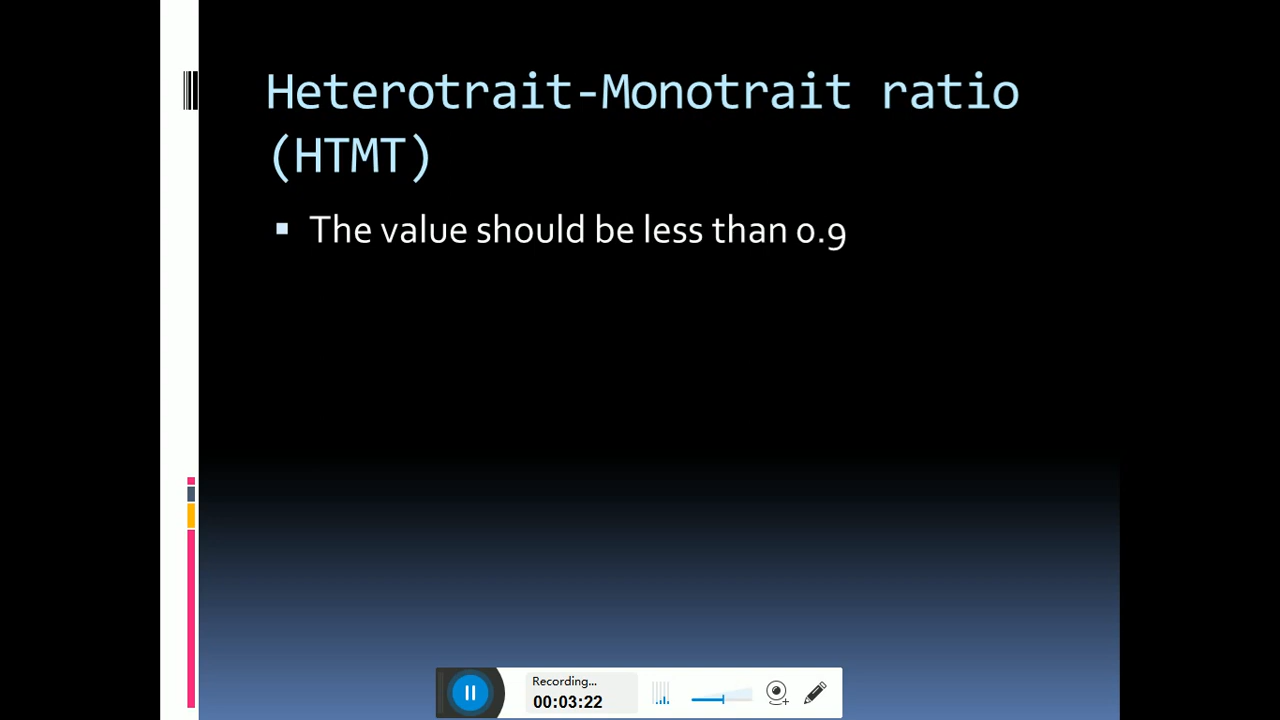 Heterotrait-Monotrait ratio
(HTMT)
The value should be less than 0.9
Recording...
00:03:22